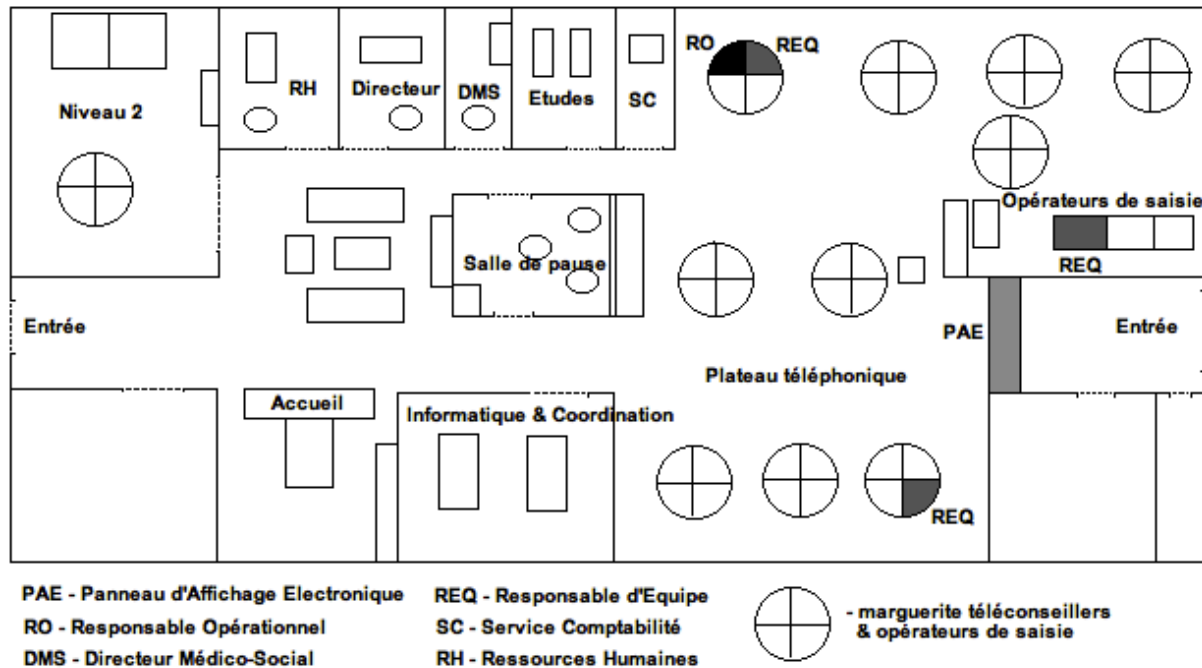 RO
REQ
RH
Directeur
DMS
Etudes
SC
Niveau 2
Opérateurs de saisie
REQ
Salle de pause
Entrée
PAE
Entrée
Plateau téléphonique
Accueil
Informatique & Coordination
REQ
PAE - Panneau d'Affichage Electronique
RO - Responsable Opérationnel
DMS - Directeur Médico-Social
REQ - Responsable d'Equipe
SC - Service Comptabilité
RH - Ressources Humaines
- marguerite téléconseillers
& opérateurs de saisie